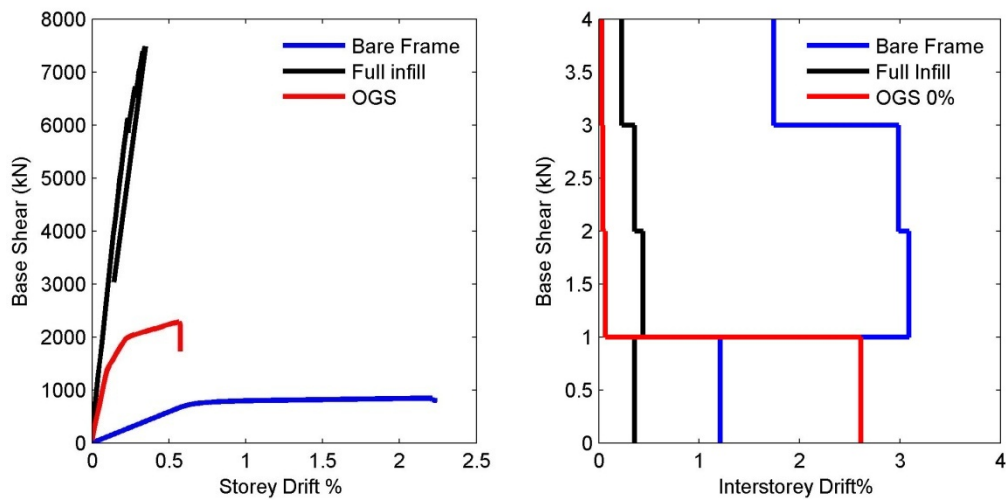 8000
7000
6000
5000
4000
3000
2000
1000
0
Base Shear (kN)
0 0.5 1 1.5 2 2.5
Storey Drift %
Bare Frame
Full infill
OGS
4
3.5
3
2.5
2
1.5
1
0.5
0
Base Shear (kN)
0 1 2 3 4
Interstorey Drift%
Bare Frame
Full Infill
OGS 0%